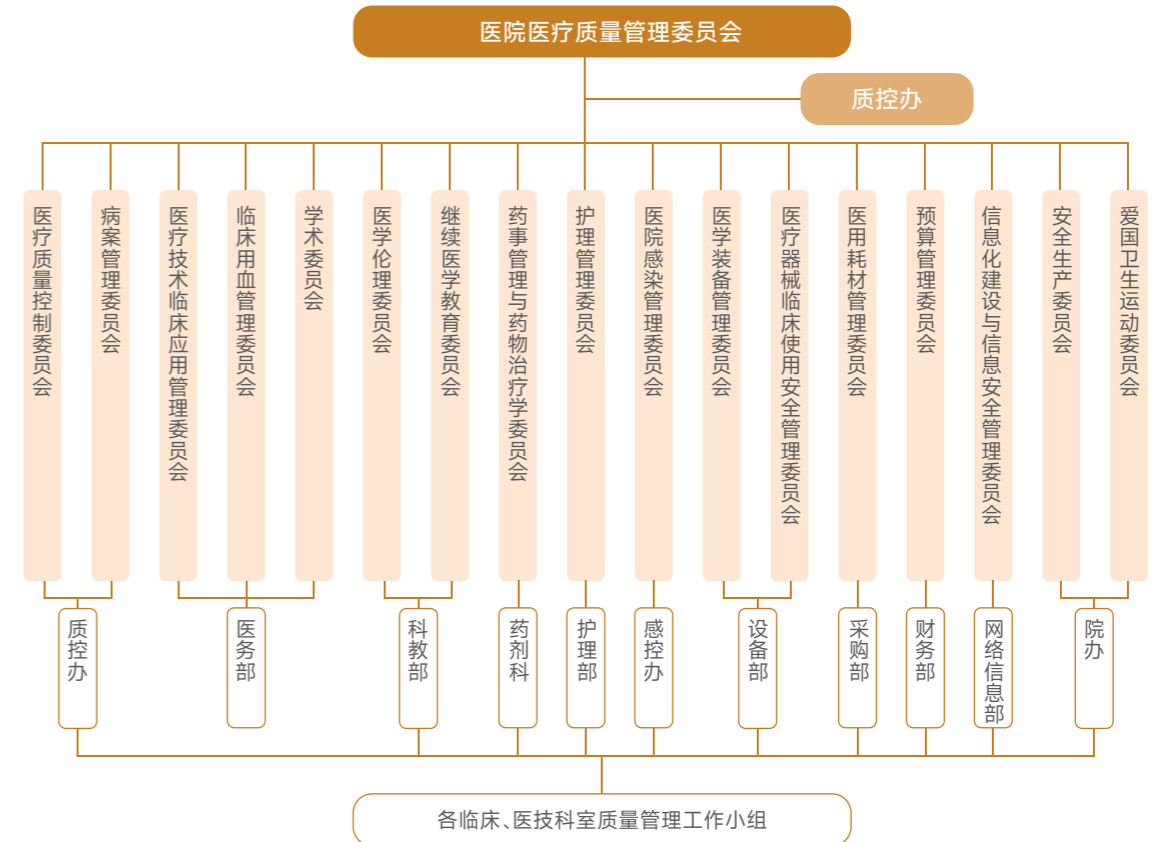 医院医疗质量管理委员会
质控办
医疗质量控制委员会
病案管理委员会
医疗技术临床应用管理委员会
临床用血管理委员会
学术委员会
医学伦理委员会
继续医学教育委员会
药事管理与药物治疗学委员会
护理管理委员会
医院感染管理委员会
医学装备管理委员会
医疗器械临床使用安全管理委员会
医用耗材管理委员会
预算管理委员会
信息化建设与信息安全管理委员会
安全生产委员会
爱国卫生运动委员会
质控办
医务部
科教部
药剂科
护理部
感控办
设备部
采购部
财务部
网络信息部
院办
各临床、医技科室质量管理工作小组